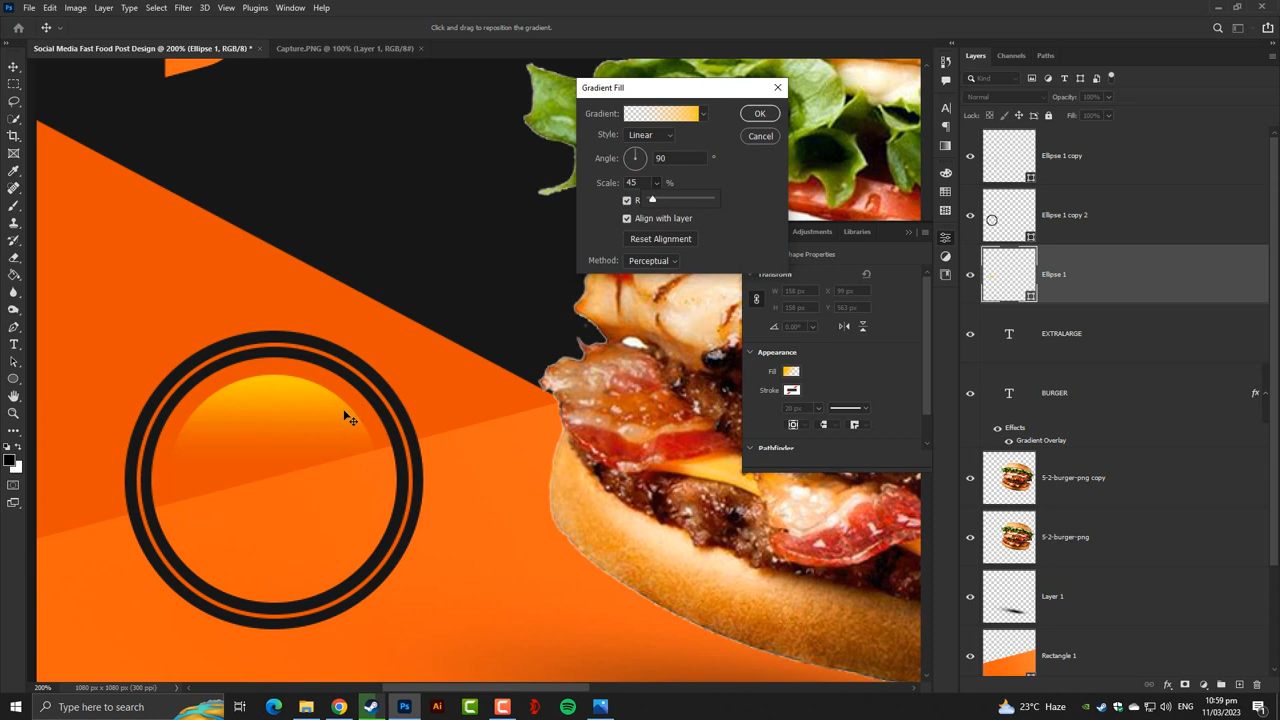 Ps File Edit Image Layer Type Select Filter 3D View Plugins Window Help
Click and drag to reposition the gradient.
Social Media Fast Food Post Design @ 200% (Ellipse 1, RGB/8) * × Capture.PNG @ 100% (Layer 1, RGB/8#) ×
Layers Channels Paths
Kind
Normal Opacity: 100%
Lock: Fill: 100%
Gradient Fill
Gradient: OK
Style: Linear Cancel
Angle: 90 °
Scale: 45 %
R
Align with layer
Reset Alignment
Method: Perceptual
Adjustments Libraries
Shape Properties
Transform
W 158 px X 99 px
H 158 px Y 563 px
0.00°
Appearance
Fill
Stroke
20 px
Pathfinder
Ellipse 1 copy
Ellipse 1 copy 2
Ellipse 1
T EXTRALARGE
T BURGER fx
Effects
Gradient Overlay
5-2-burger-png copy
5-2-burger-png
Layer 1
Rectangle 1
200% 1080 px x 1080 px (300 ppi)
Type here to search
Ps Ai C C
23°C Haze ENG 10:59 pm
11/03/2023